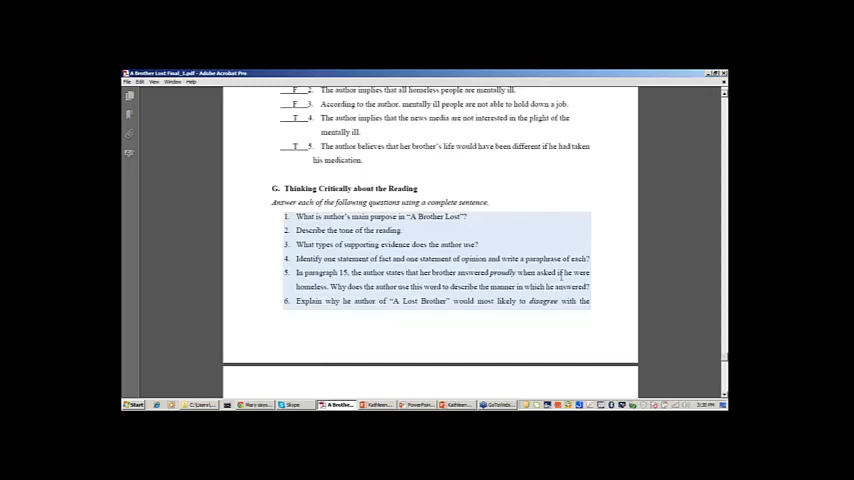 A Brother Lost Final_1.pdf - Adobe Acrobat Pro
File Edit View Window Help
F 2. The author implies that all homeless people are mentally ill.
F 3. According to the author, mentally ill people are not able to hold down a job.
T 4. The author implies that the news media are not interested in the plight of the
mentally ill.
T 5. The author believes that her brother's life would have been different if he had taken
his medication.
G. Thinking Critically about the Reading
Answer each of the following questions using a complete sentence.
1. What is author's main purpose in "A Brother Lost"?
2. Describe the tone of the reading.
3. What types of supporting evidence does the author use?
4. Identify one statement of fact and one statement of opinion and write a paraphrase of each?
5. In paragraph 15, the author states that her brother answered proudly when asked if he were
homeless. Why does the author use this word to describe the manner in which he answered?
6. Explain why he author of "A Lost Brother" would most likely to disagree with the
Start C:\Users\... Mary says... Skype A Brothe... Kathleen... PowerPoin... Kathleen... GoToWeb... 3:30 PM